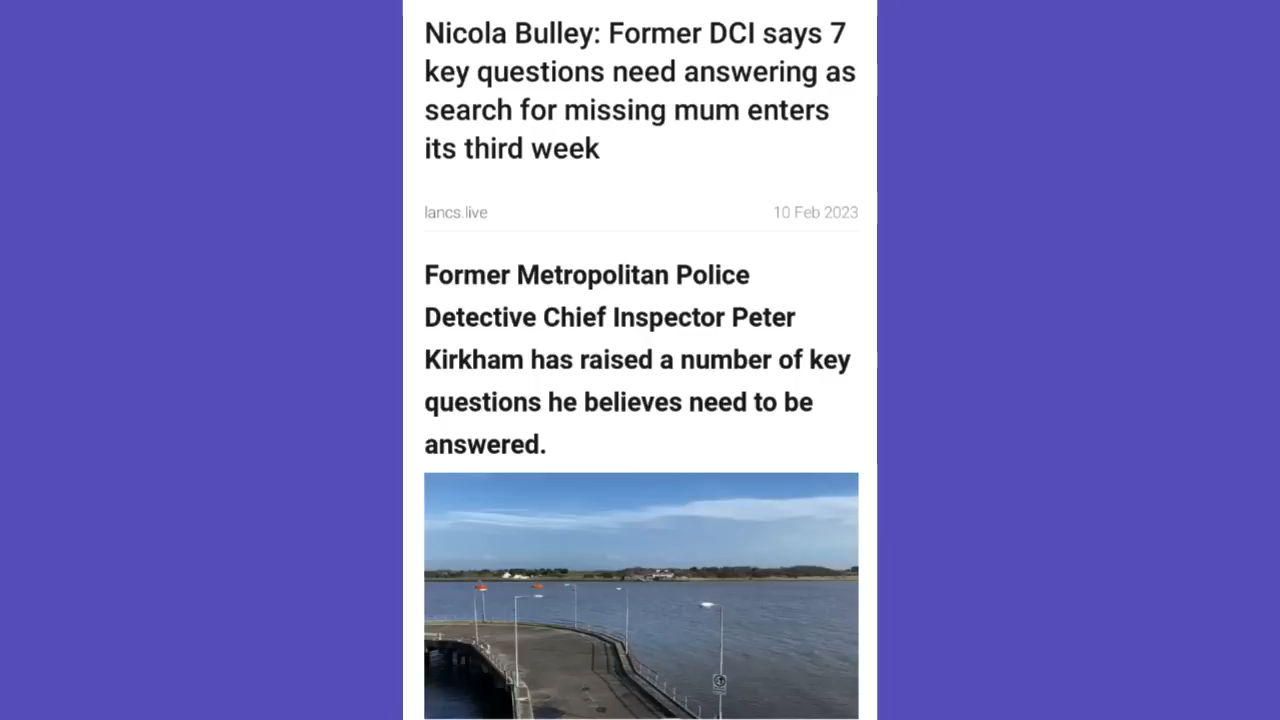 Nicola Bulley: Former DCI says 7
key questions need answering as
search for missing mum enters
its third week
lancs.live
10 Feb 2023
Former Metropolitan Police
Detective Chief Inspector Peter
Kirkham has raised a number of key
questions he believes need to be
answered.